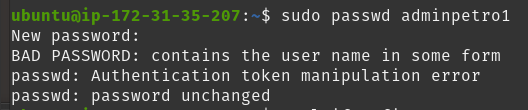 ubuntu@ip-172-31-35-207:~$ sudo passwd adminpetro1
New password:
BAD PASSWORD: contains the user name in some form
passwd: Authentication token manipulation error
passwd: password unchanged